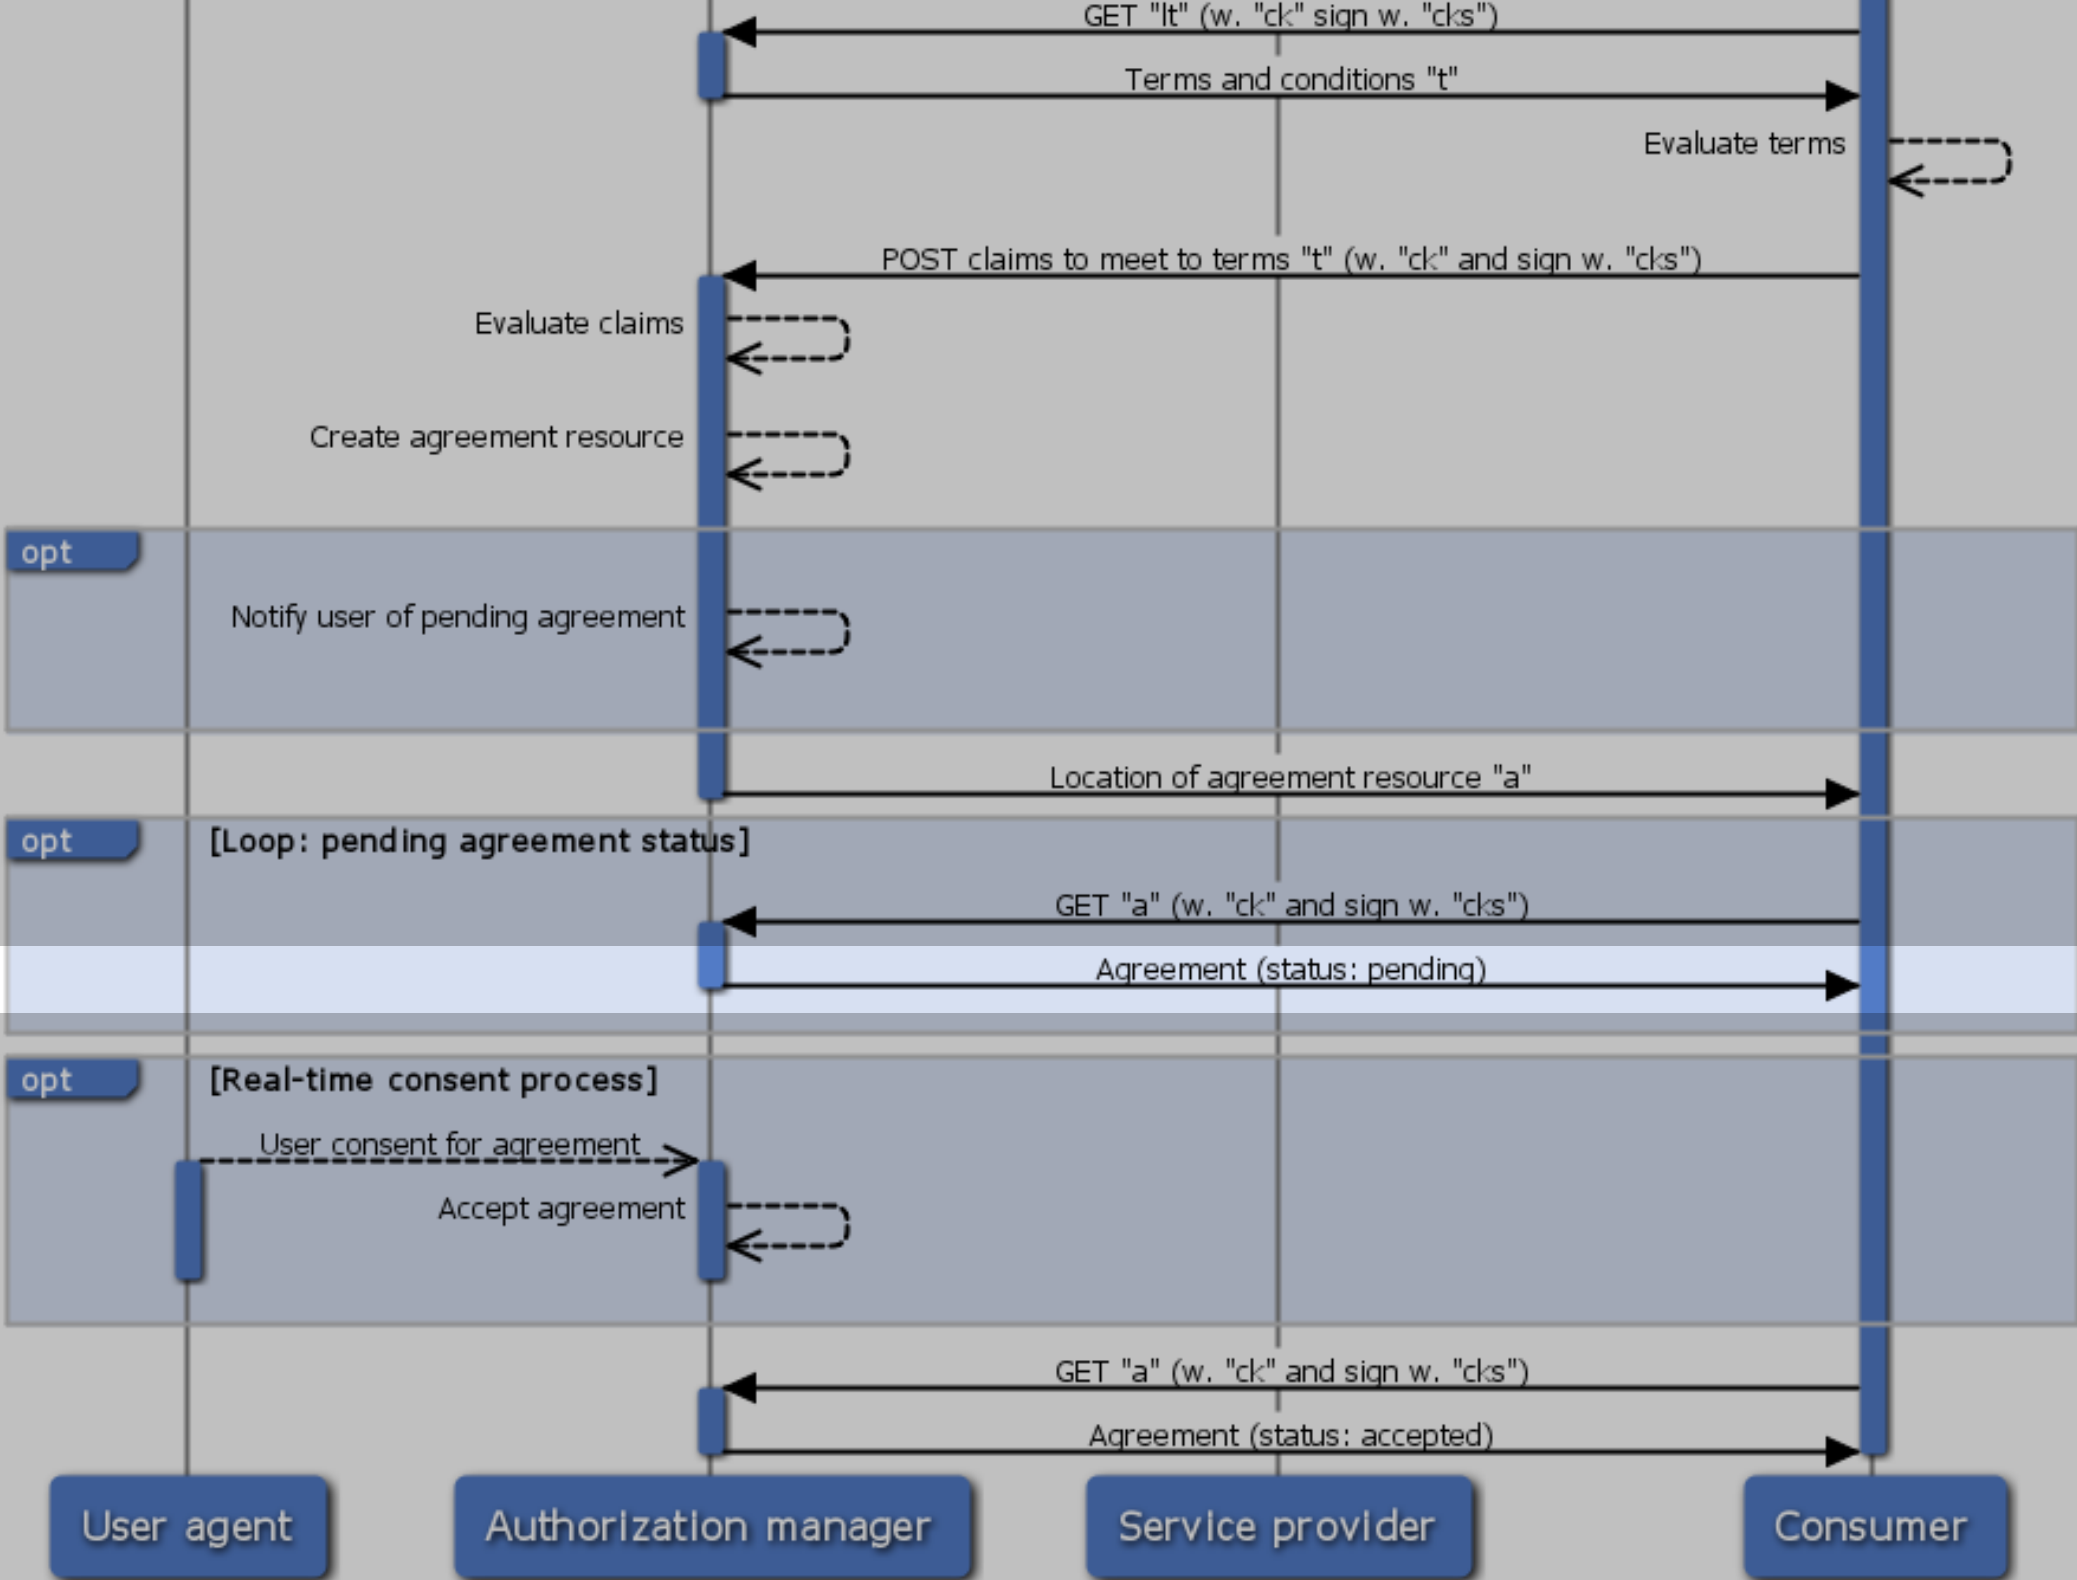 GET "lt" (w. "ck" sign w. "cks")
Terms and conditions "t"
Evaluate terms
POST claims to meet to terms "t" (w. "ck" and sign w. "cks")
Evaluate claims
Create agreement resource
opt
Notify user of pending agreement
Location of agreement resource "a"
opt [Loop: pending agreement status]
GET "a" (w. "ck" and sign w. "cks")
Agreement (status: pending)
opt [Real-time consent process]
User consent for agreement
Accept agreement
GET "a" (w. "ck" and sign w. "cks")
Agreement (status: accepted)
User agent Authorization manager Service provider Consumer